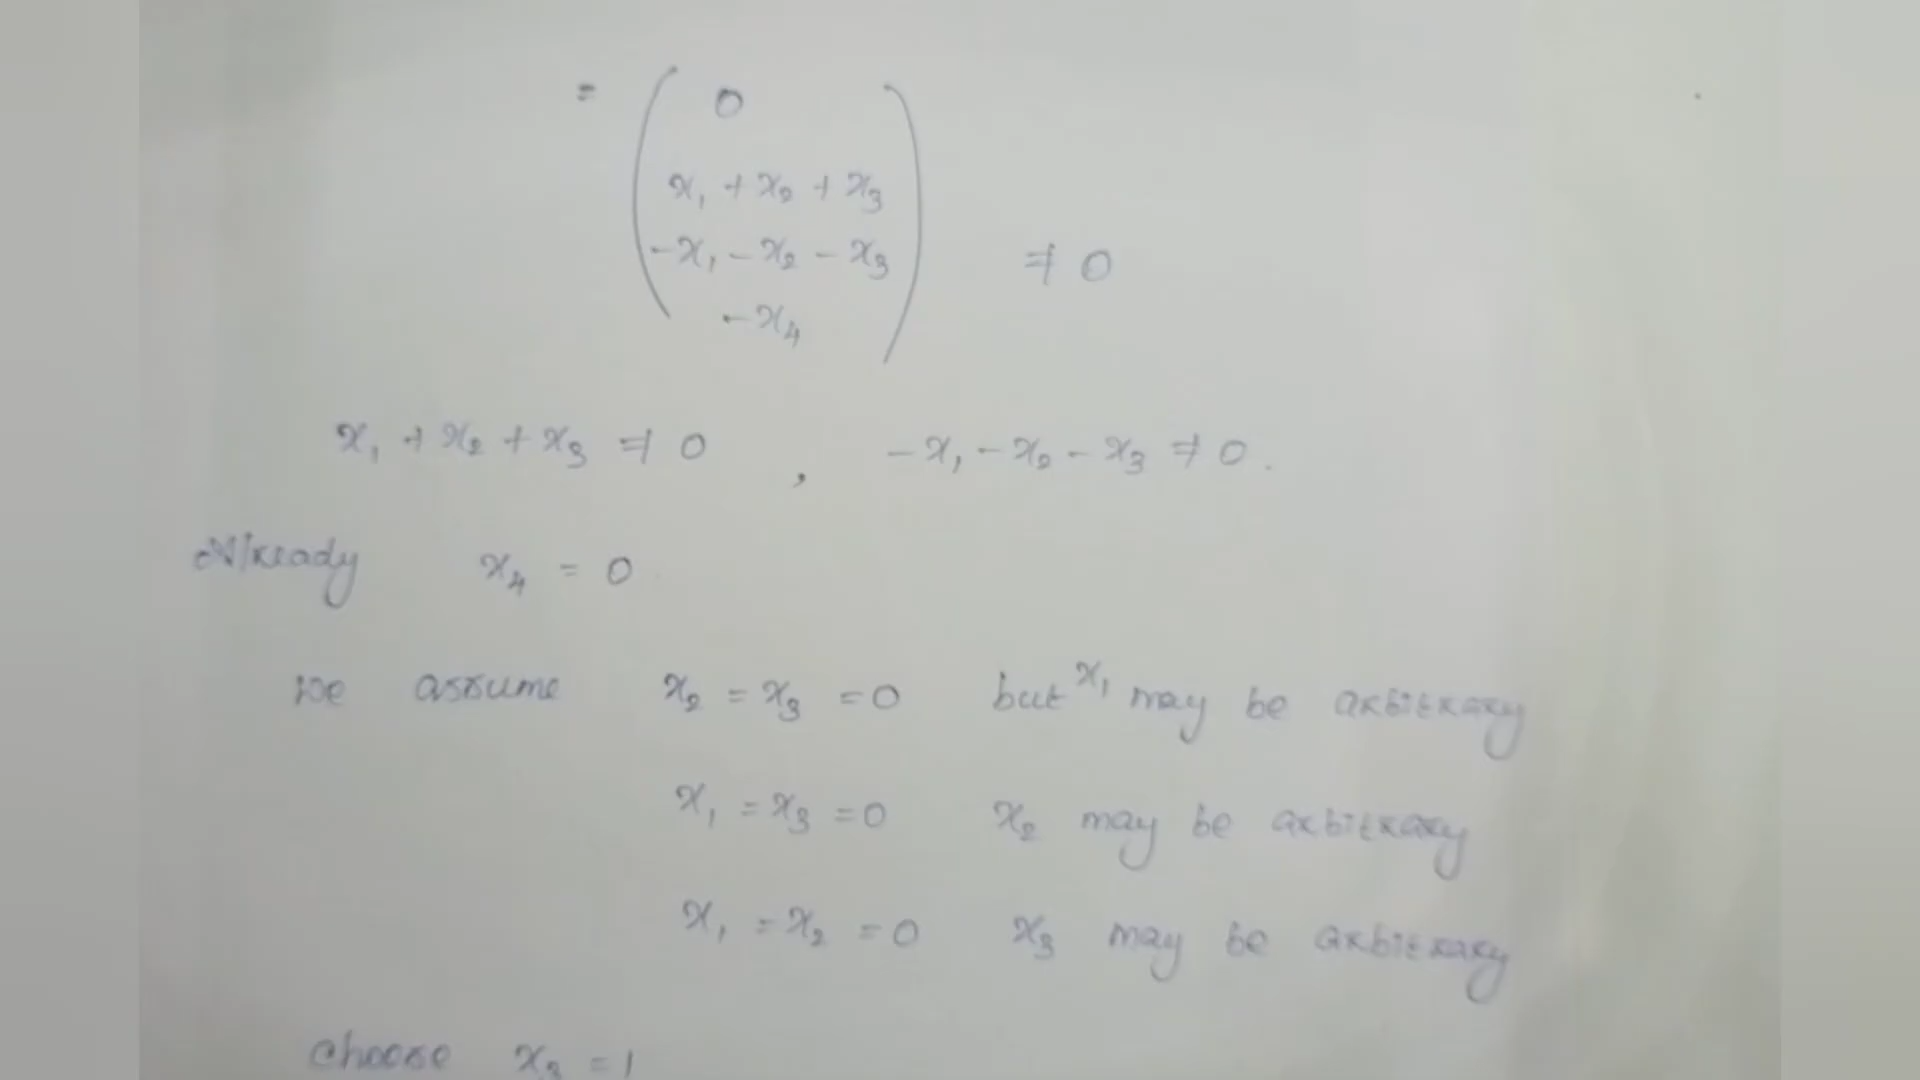 = ( 0
x₁ + x₂ + x₃
-x₁ - x₂ - x₃
-x₄ ) ≠ 0
x₁ + x₂ + x₃ ≠ 0 , -x₁ - x₂ - x₃ ≠ 0.
Already x₄ = 0
we assume x₂ = x₃ = 0 but x₁ may be arbitrary
x₁ = x₃ = 0 x₂ may be arbitrary
x₁ = x₂ = 0 x₃ may be arbitrary
choose x₃ = 1